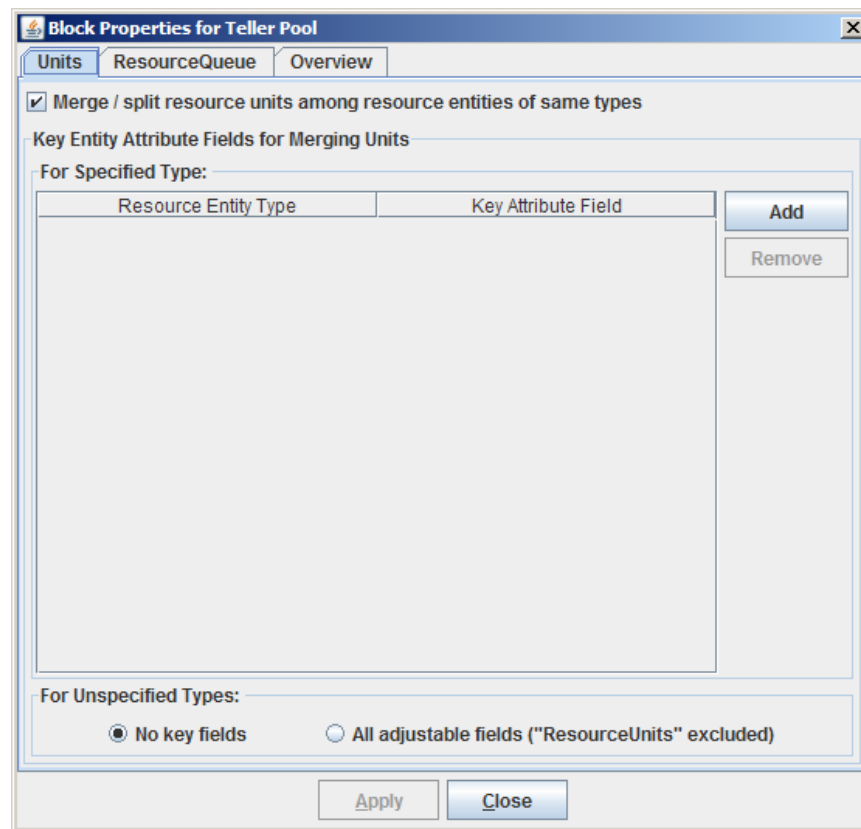 Block Properties for Teller Pool
Units ResourceQueue Overview
Merge / split resource units among resource entities of same types
Key Entity Attribute Fields for Merging Units
For Specified Type:
Resource Entity Type Key Attribute Field Add
Remove
For Unspecified Types:
No key fields All adjustable fields ("ResourceUnits" excluded)
Apply Close